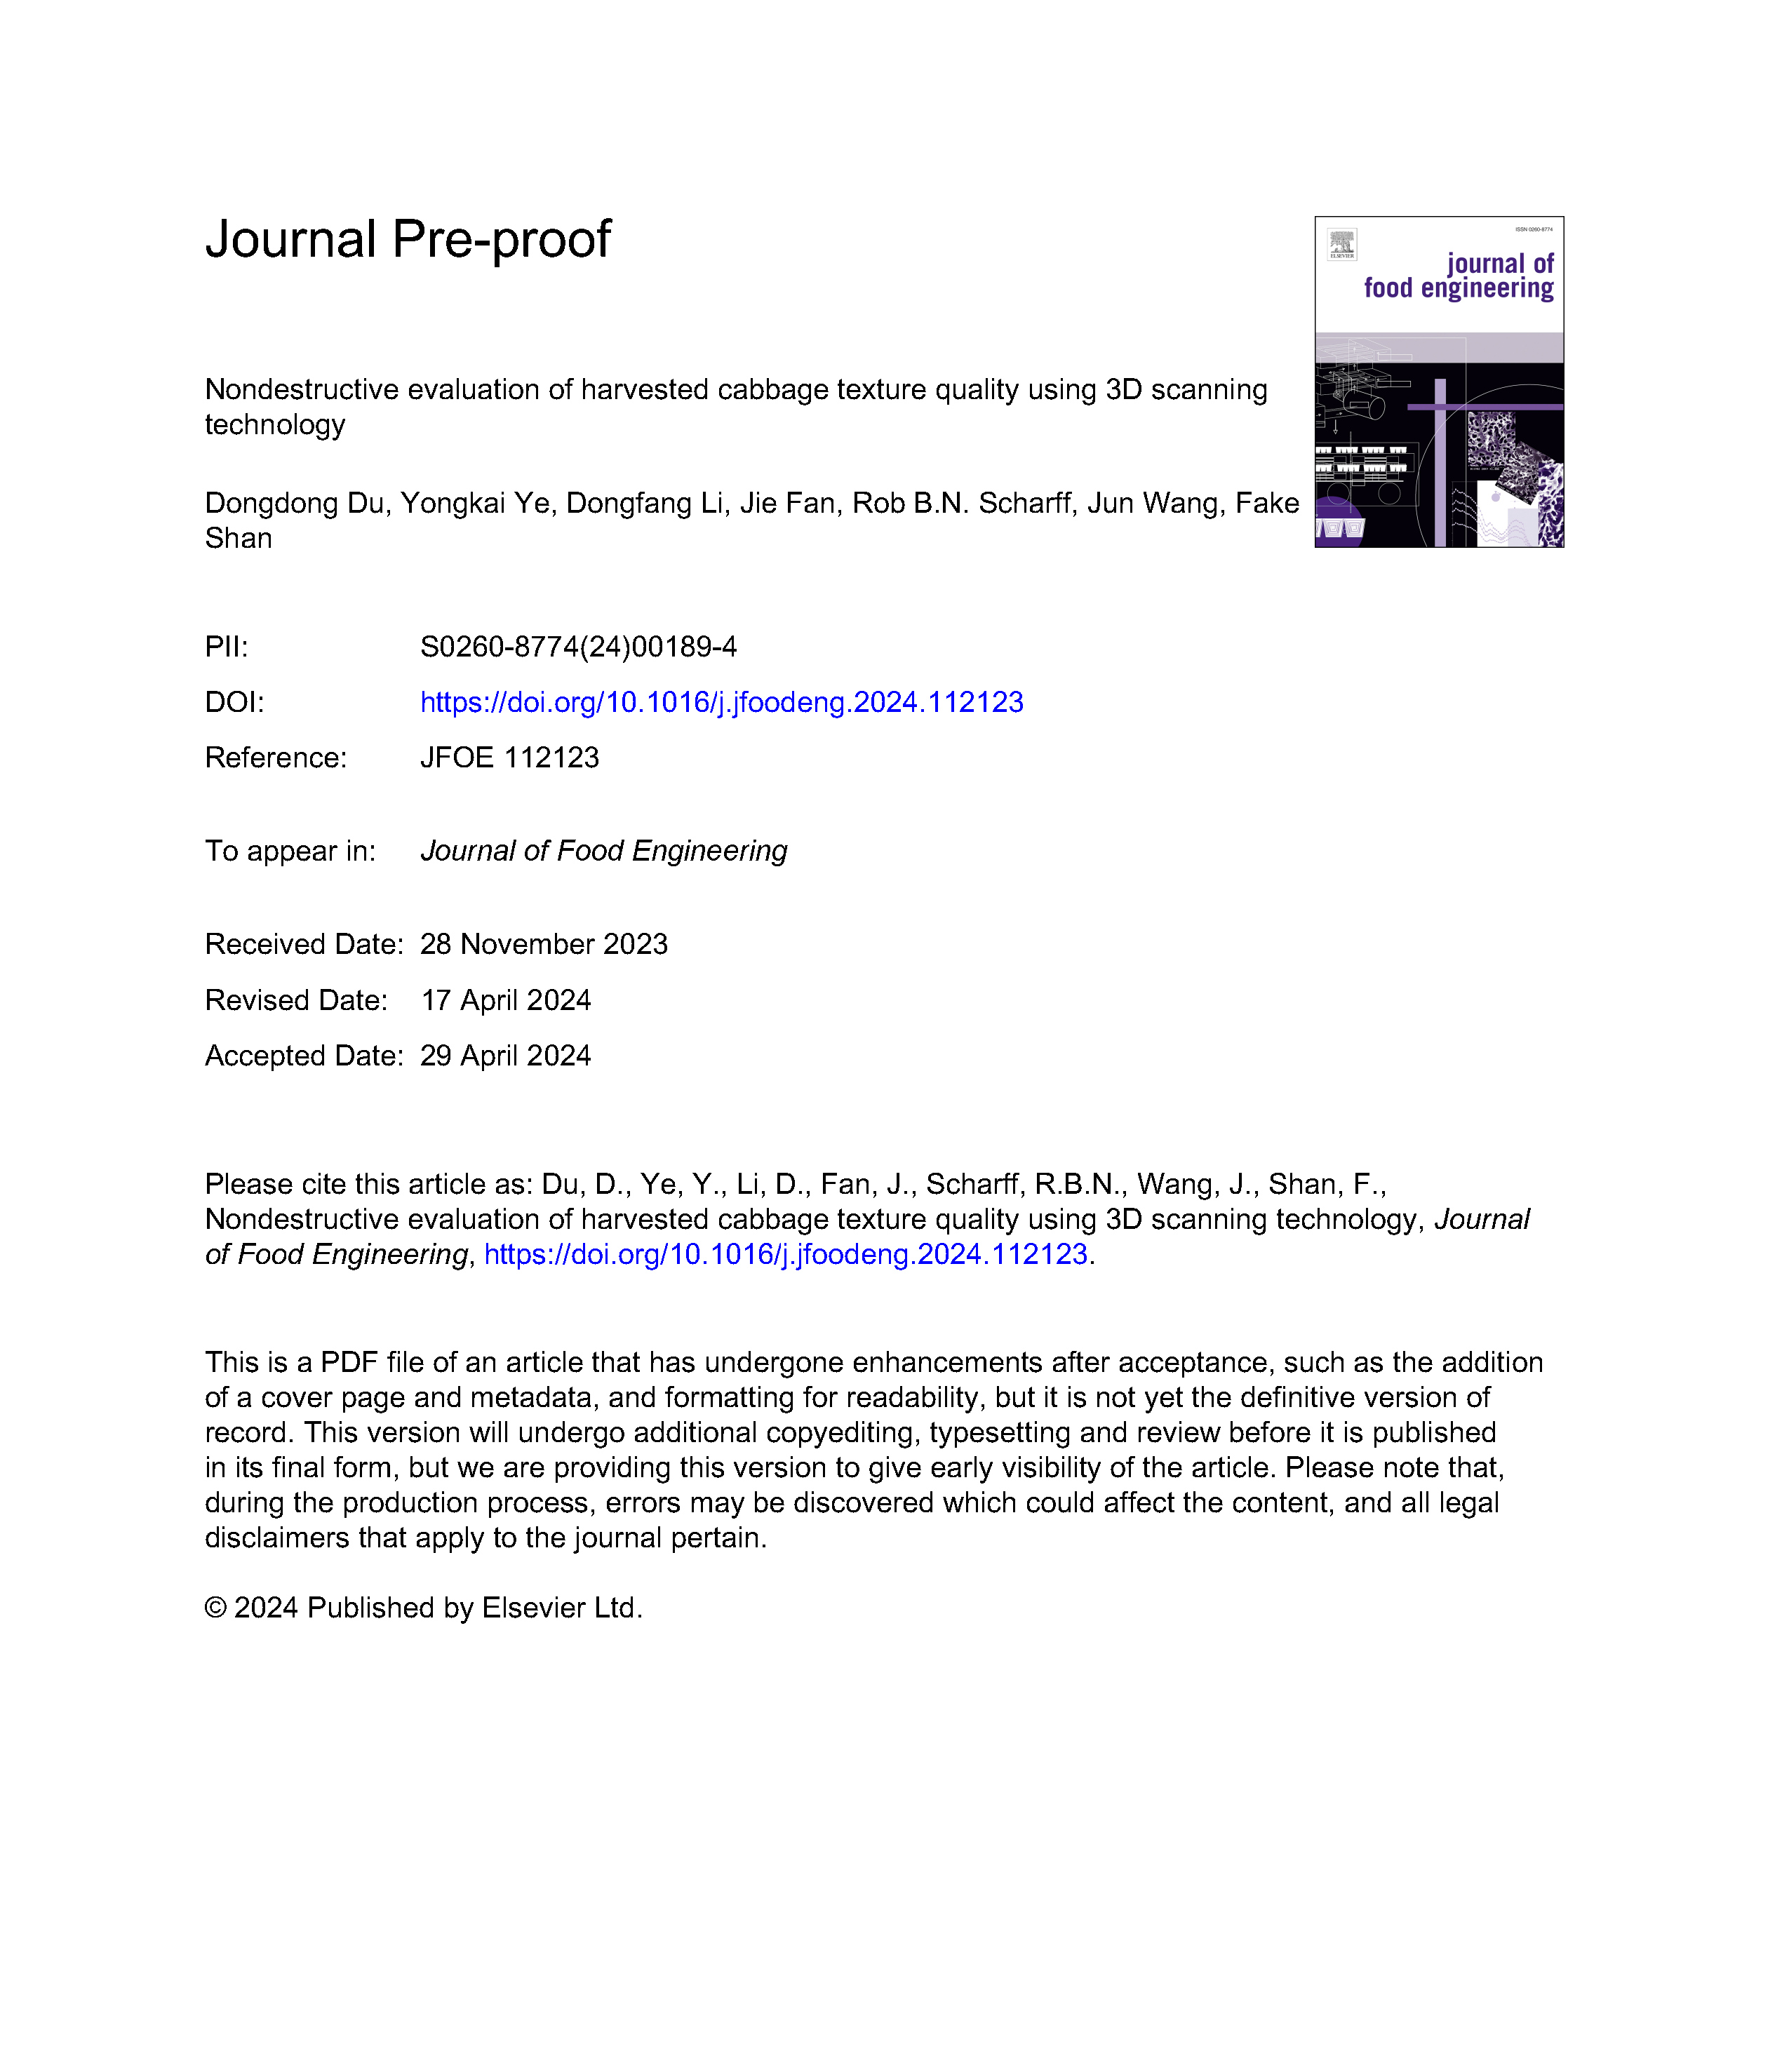 Journal Pre-proof
ISSN 0260-8774
ELSEVIER
journal of
food engineering
Nondestructive evaluation of harvested cabbage texture quality using 3D scanning
technology
Dongdong Du, Yongkai Ye, Dongfang Li, Jie Fan, Rob B.N. Scharff, Jun Wang, Fake
Shan
PII: S0260-8774(24)00189-4
DOI: https://doi.org/10.1016/j.jfoodeng.2024.112123
Reference: JFOE 112123
To appear in: Journal of Food Engineering
Received Date: 28 November 2023
Revised Date: 17 April 2024
Accepted Date: 29 April 2024
Please cite this article as: Du, D., Ye, Y., Li, D., Fan, J., Scharff, R.B.N., Wang, J., Shan, F.,
Nondestructive evaluation of harvested cabbage texture quality using 3D scanning technology, Journal
of Food Engineering, https://doi.org/10.1016/j.jfoodeng.2024.112123.
This is a PDF file of an article that has undergone enhancements after acceptance, such as the addition
of a cover page and metadata, and formatting for readability, but it is not yet the definitive version of
record. This version will undergo additional copyediting, typesetting and review before it is published
in its final form, but we are providing this version to give early visibility of the article. Please note that,
during the production process, errors may be discovered which could affect the content, and all legal
disclaimers that apply to the journal pertain.
© 2024 Published by Elsevier Ltd.